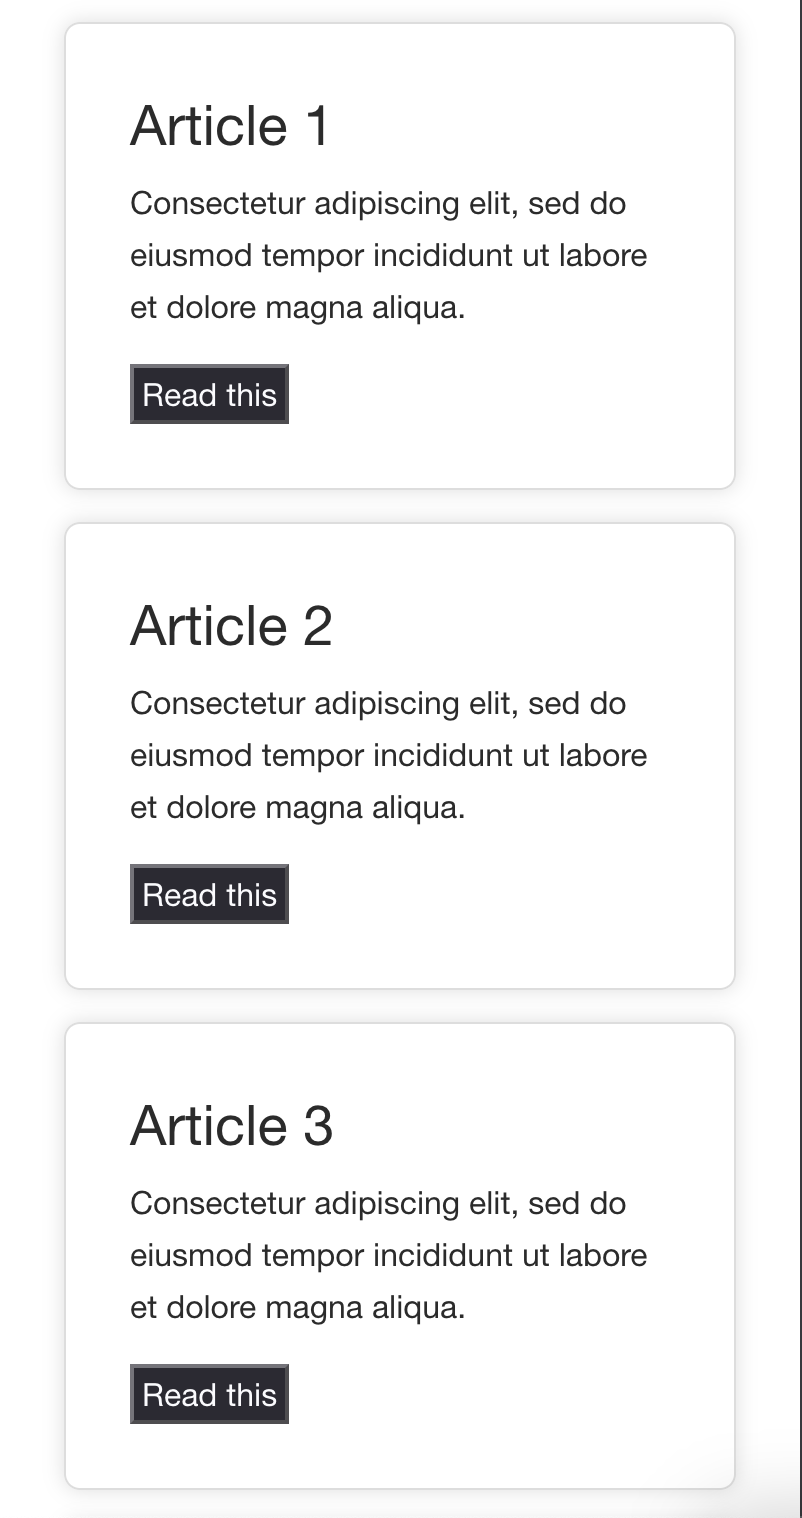 Article 1
Consectetur adipiscing elit, sed do
eiusmod tempor incididunt ut labore
et dolore magna aliqua.
Read this
Article 2
Consectetur adipiscing elit, sed do
eiusmod tempor incididunt ut labore
et dolore magna aliqua.
Read this
Article 3
Consectetur adipiscing elit, sed do
eiusmod tempor incididunt ut labore
et dolore magna aliqua.
Read this